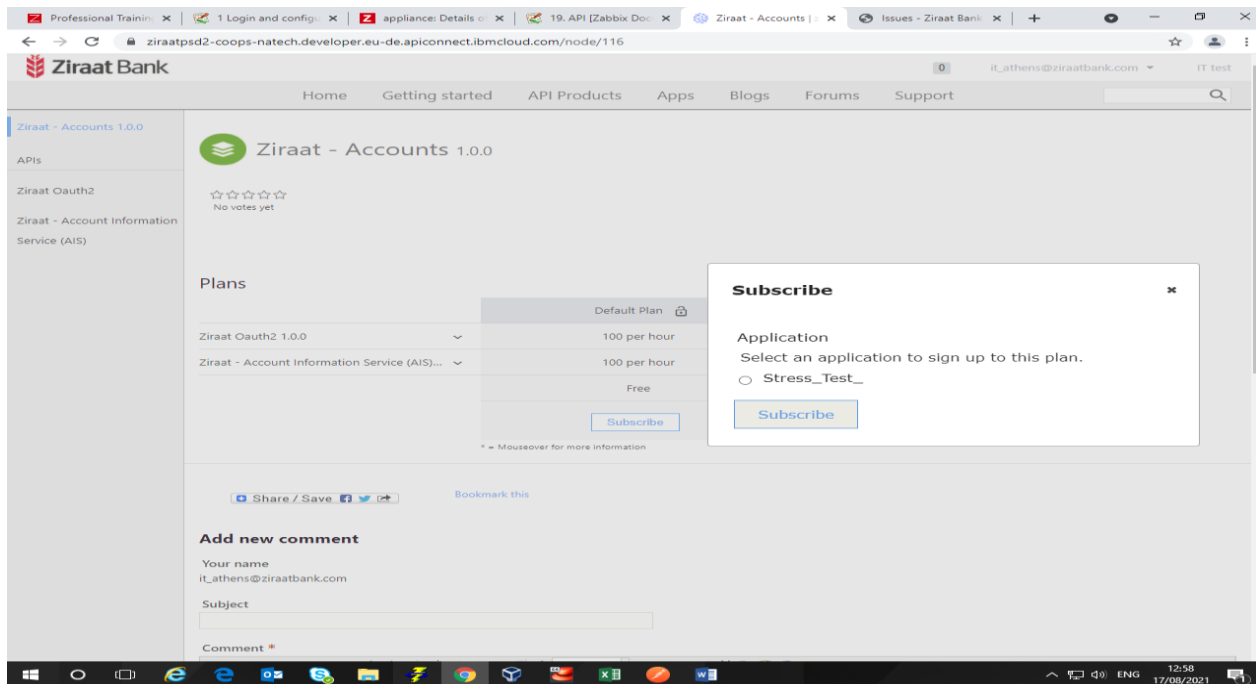 Professional Training
1 Login and configu
appliance: Details o
19. API [Zabbix Doc
Ziraat - Accounts | z
Issues - Ziraat Bank
ziraatpsd2-coops-natech.developer.eu-de.apiconnect.ibmcloud.com/node/116
Ziraat Bank
0
it_athens@ziraatbank.com
IT test
Home Getting started API Products Apps Blogs Forums Support
Ziraat - Accounts 1.0.0
APIs
Ziraat Oauth2
Ziraat - Account Information
Service (AIS)
Ziraat - Accounts 1.0.0
No votes yet
Plans
Default Plan
Ziraat Oauth2 1.0.0 100 per hour
Ziraat - Account Information Service (AIS)... 100 per hour
Free
Subscribe
* = Mouseover for more information
Subscribe
Application
Select an application to sign up to this plan.
Stress_Test_
Subscribe
Share / Save
Bookmark this
Add new comment
Your name
it_athens@ziraatbank.com
Subject
Comment *
ENG
12:58
17/08/2021